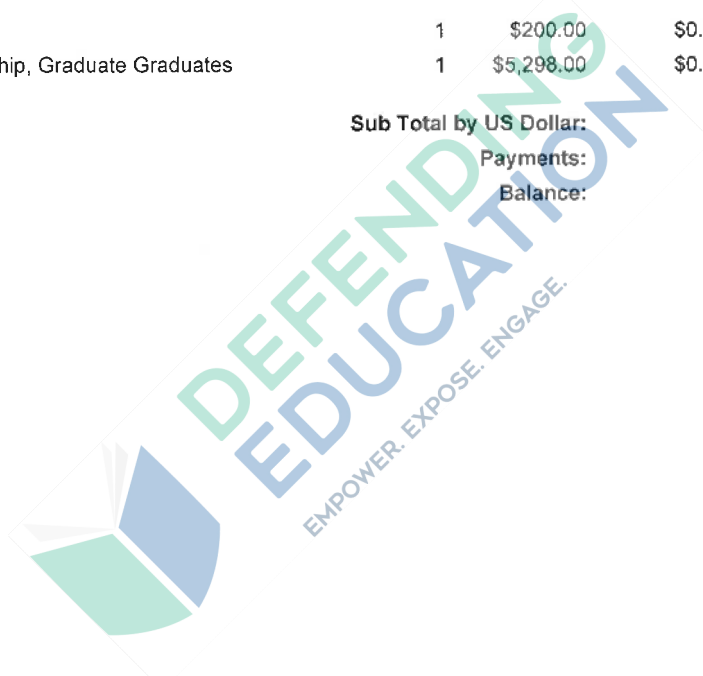 1 $200.00 $0.
hip, Graduate Graduates 1 $5,298.00 $0.
Sub Total by US Dollar:
Payments:
Balance:
DEFENDING
EDUCATION
EMPOWER. EXPOSE. ENGAGE.